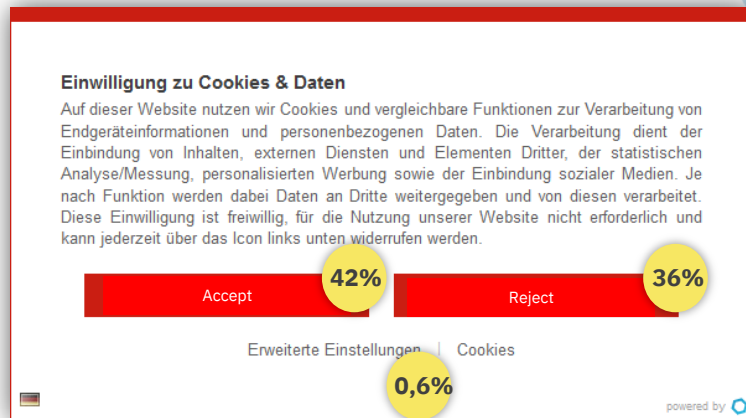 Einwilligung zu Cookies & Daten
Auf dieser Website nutzen wir Cookies und vergleichbare Funktionen zur Verarbeitung von
Endgeräteinformationen und personenbezogenen Daten. Die Verarbeitung dient der
Einbindung von Inhalten, externen Diensten und Elementen Dritter, der statistischen
Analyse/Messung, personalisierten Werbung sowie der Einbindung sozialer Medien. Je
nach Funktion werden dabei Daten an Dritte weitergegeben und von diesen verarbeitet.
Diese Einwilligung ist freiwillig, für die Nutzung unserer Website nicht erforderlich und
kann jederzeit über das Icon links unten widerrufen werden.
Accept 42% Reject 36%
Erweiterte Einstellungen | Cookies
0,6%
powered by